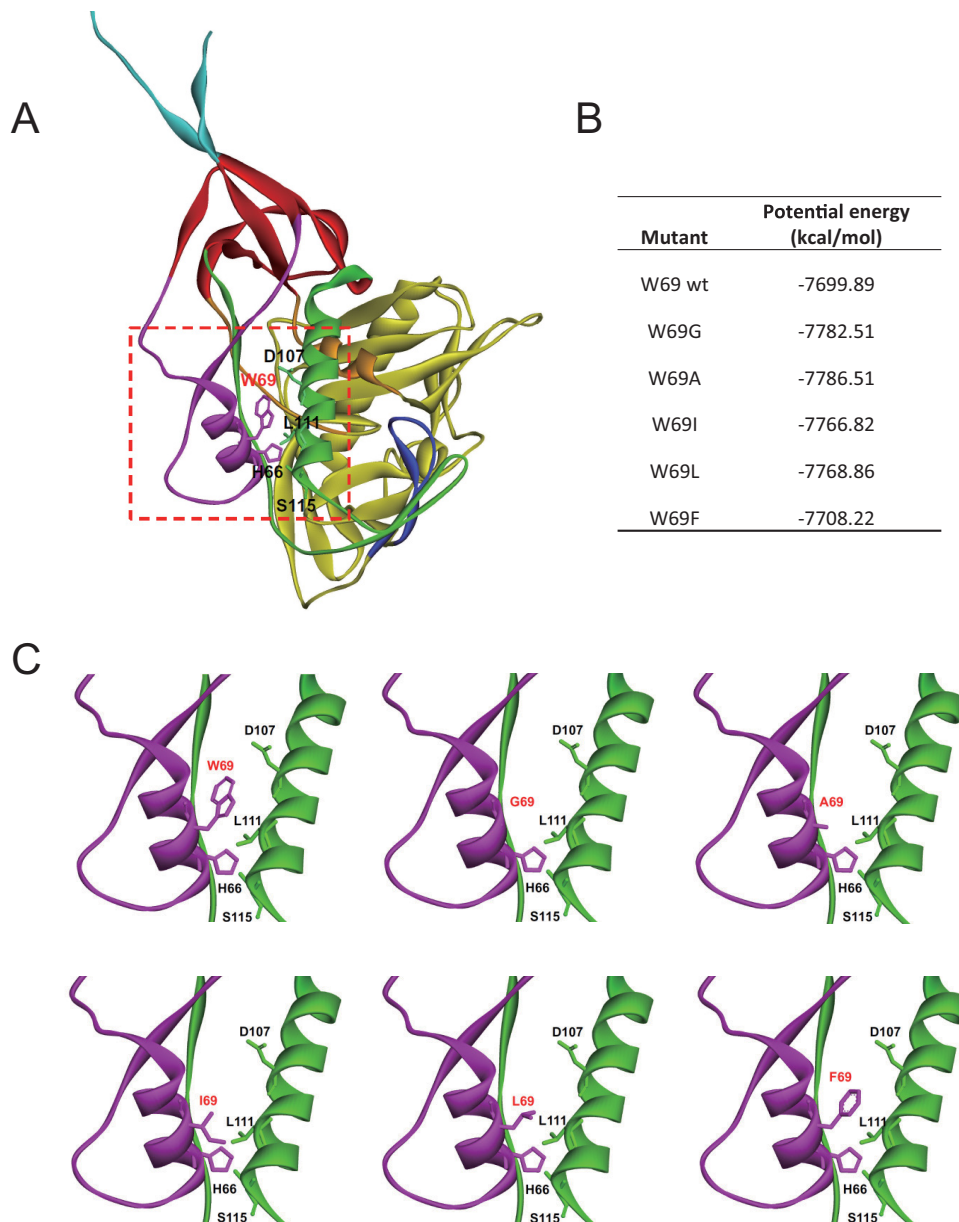 A
B
D107
W69
L111
H66
S115
Potential energy
Mutant (kcal/mol)
W69 wt -7699.89
W69G -7782.51
W69A -7786.51
W69I -7766.82
W69L -7768.86
W69F -7708.22
C
D107
W69
L111
H66
S115
D107
G69
L111
H66
S115
D107
A69
L111
H66
S115
D107
I69
L111
H66
S115
D107
L69
L111
H66
S115
D107
F69
L111
H66
S115